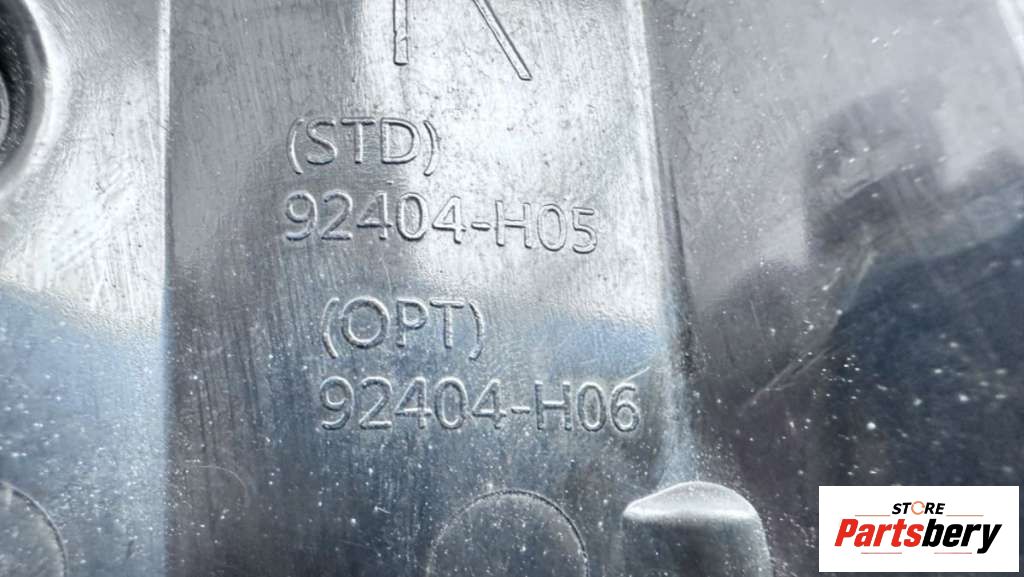 (STD)
92404-H05
(OPT)
92404-H06
STORE
Partsbery